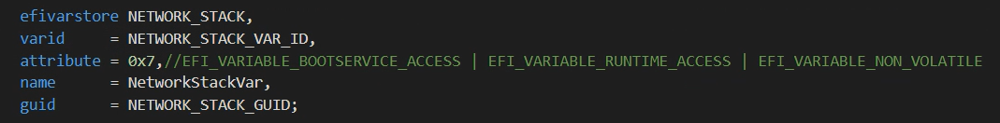 efivarstore NETWORK_STACK,
varid     = NETWORK_STACK_VAR_ID,
attribute = 0x7,//EFI_VARIABLE_BOOTSERVICE_ACCESS | EFI_VARIABLE_RUNTIME_ACCESS | EFI_VARIABLE_NON_VOLATILE
name      = NetworkStackVar,
guid      = NETWORK_STACK_GUID;